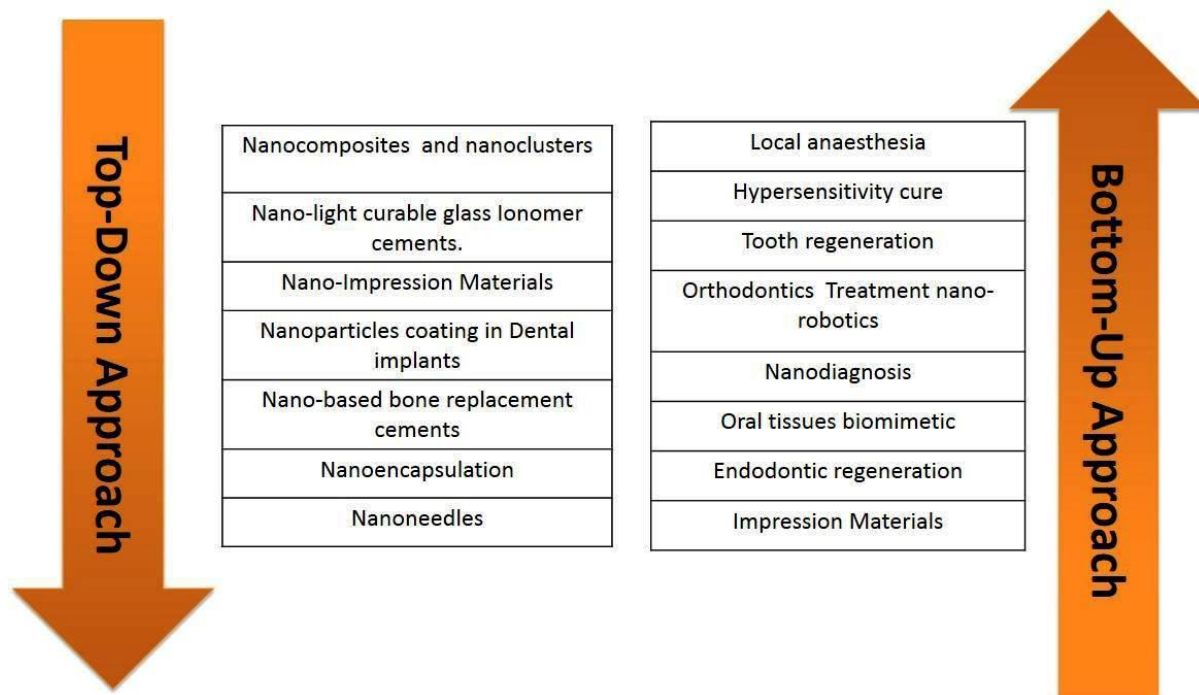 Top-Down Approach
Nanocomposites and nanoclusters
Nano-light curable glass Ionomer
cements.
Nano-Impression Materials
Nanoparticles coating in Dental
implants
Nano-based bone replacement
cements
Nanoencapsulation
Nanoneedles
Local anaesthesia
Hypersensitivity cure
Tooth regeneration
Orthodontics Treatment nano-
robotics
Nanodiagnosis
Oral tissues biomimetic
Endodontic regeneration
Impression Materials
Bottom-Up Approach